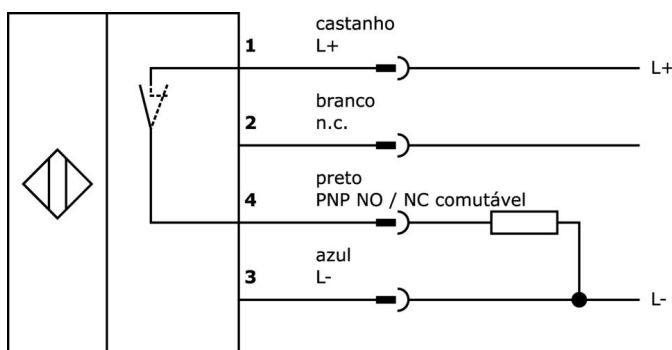 castanho
1 L+ L+
branco
2 n.c.
preto
4 PNP NO / NC comutável
azul
3 L- L-